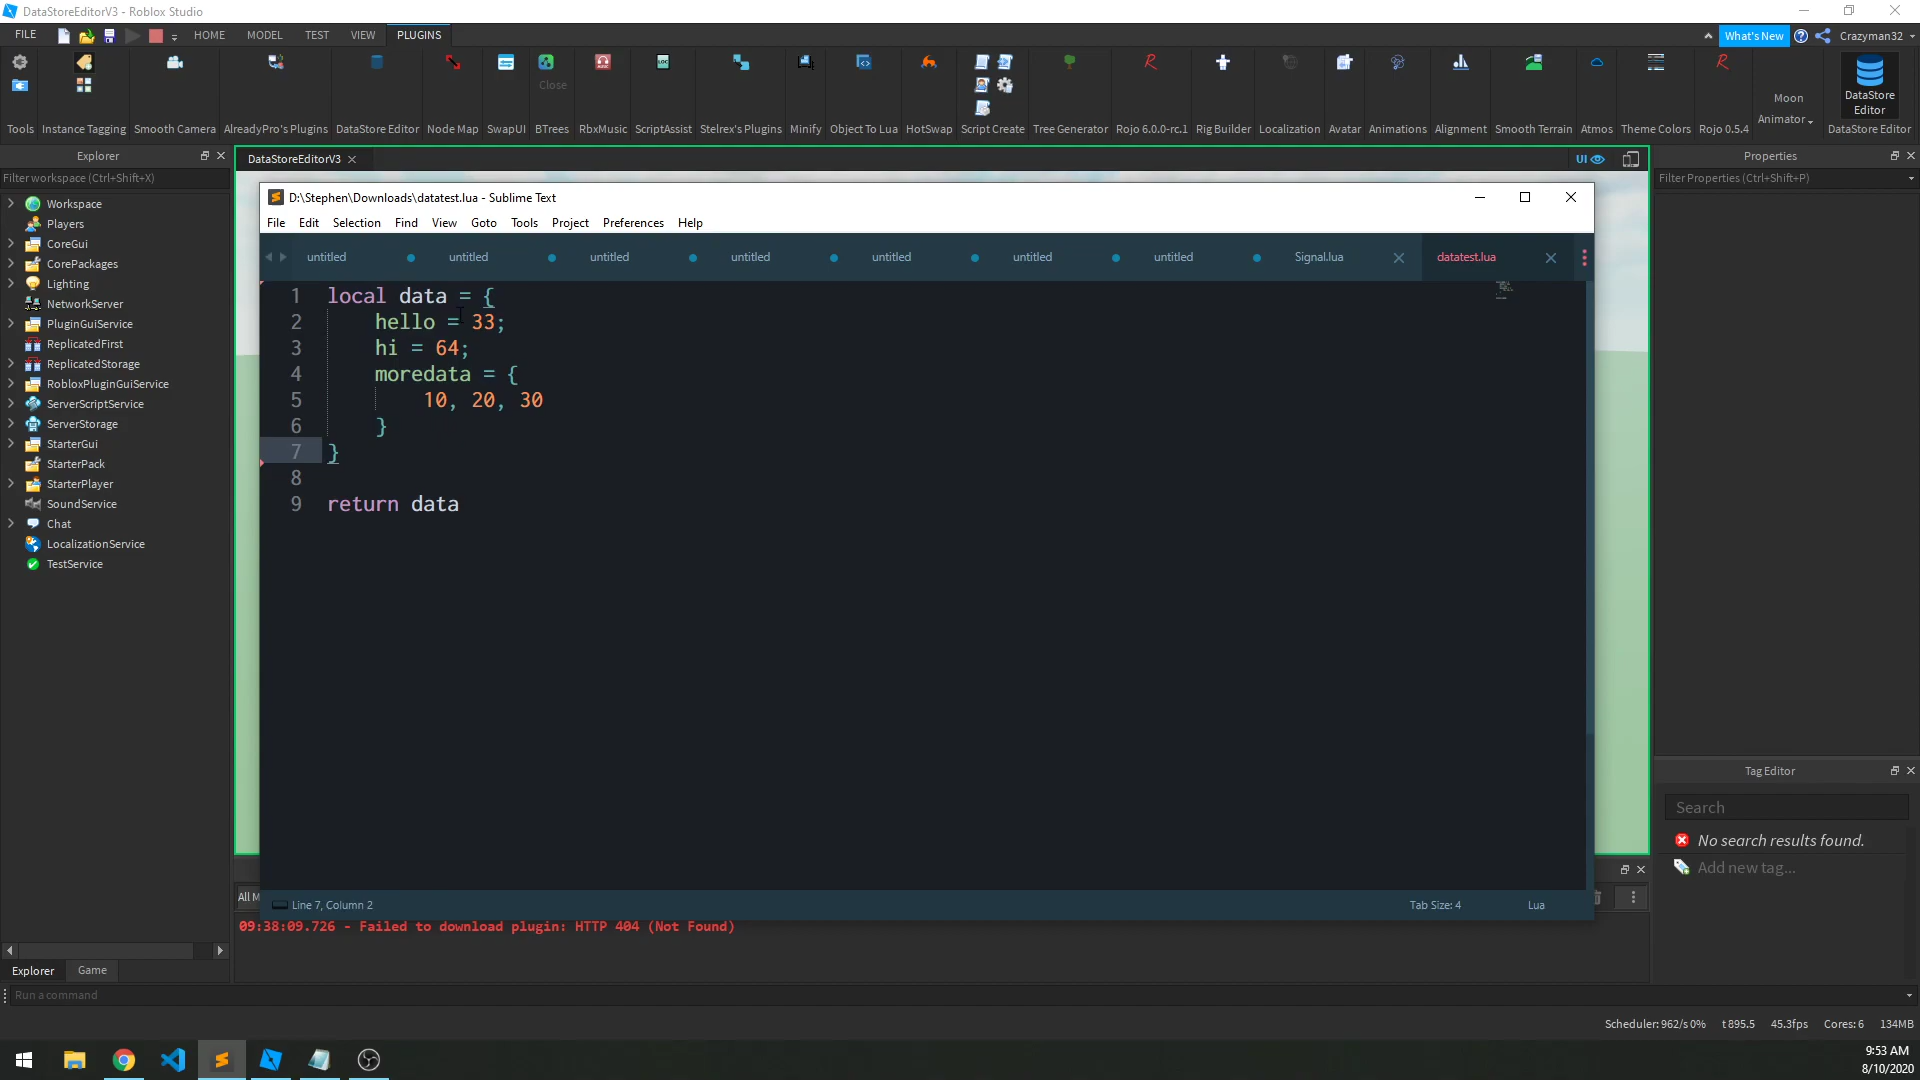 DataStoreEditorV3 - Roblox Studio
FILE HOME MODEL TEST VIEW PLUGINS What's New Crazyman32
Close
Moon Animator
DataStore Editor
Tools Instance Tagging Smooth Camera AlreadyPro's Plugins DataStore Editor Node Map SwapUI BTrees RbxMusic ScriptAssist Stelrex's Plugins Minify Object To Lua HotSwap Script Create Tree Generator Rojo 6.0.0-rc.1 Rig Builder Localization Avatar Animations Alignment Smooth Terrain Atmos Theme Colors Rojo 0.5.4 DataStore Editor
Explorer
Filter workspace (Ctrl+Shift+X)
Workspace
Players
CoreGui
CorePackages
Lighting
NetworkServer
PluginGuiService
ReplicatedFirst
ReplicatedStorage
RobloxPluginGuiService
ServerScriptService
ServerStorage
StarterGui
StarterPack
StarterPlayer
SoundService
Chat
LocalizationService
TestService
Explorer Game
DataStoreEditorV3
UI
D:\Stephen\Downloads\datatest.lua - Sublime Text
File Edit Selection Find View Goto Tools Project Preferences Help
untitled untitled untitled untitled untitled untitled untitled Signal.lua datatest.lua
1 local data = {
2 hello = 33;
3 hi = 64;
4 moredata = {
5 10, 20, 30
6 }
7 }
8
9 return data
Line 7, Column 2 Tab Size: 4 Lua
All M
09:38:09.726 - Failed to download plugin: HTTP 404 (Not Found)
Properties
Filter Properties (Ctrl+Shift+P)
Tag Editor
Search
No search results found.
Add new tag...
Run a command
Scheduler: 962/s 0% t 895.5 45.3fps Cores: 6 134MB
9:53 AM
8/10/2020